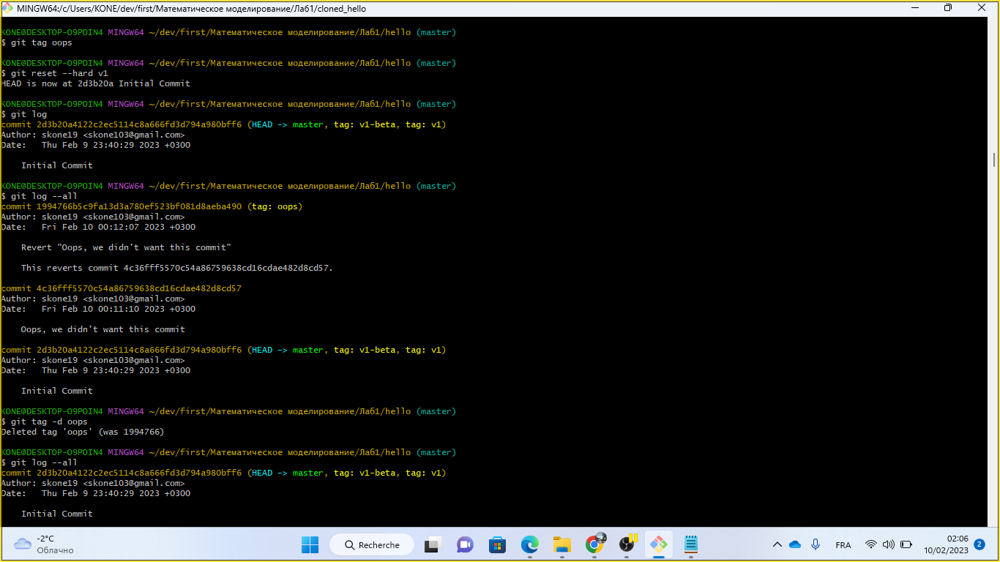 MINGW64:/c/Users/KONE/dev/first/Математическое моделирование/Лаб1/cloned_hello
KONE@DESKTOP-O9POIN4 MINGW64 ~/dev/first/Математическое моделирование/Лаб1/hello (master)
$ git tag oops
KONE@DESKTOP-O9POIN4 MINGW64 ~/dev/first/Математическое моделирование/Лаб1/hello (master)
$ git reset --hard v1
HEAD is now at 2d3b20a Initial Commit
KONE@DESKTOP-O9POIN4 MINGW64 ~/dev/first/Математическое моделирование/Лаб1/hello (master)
$ git log
commit 2d3b20a4122c2ec5114c8a666fd3d794a980bff6 (HEAD -> master, tag: v1-beta, tag: v1)
Author: skone19 <skone103@gmail.com>
Date:   Thu Feb 9 23:40:29 2023 +0300
Initial Commit
KONE@DESKTOP-O9POIN4 MINGW64 ~/dev/first/Математическое моделирование/Лаб1/hello (master)
$ git log --all
commit 1994766b5c9fa13d3a780ef523bf081d8aeba490 (tag: oops)
Author: skone19 <skone103@gmail.com>
Date:   Fri Feb 10 00:12:07 2023 +0300
Revert "Oops, we didn't want this commit"
This reverts commit 4c36fff5570c54a86759638cd16cdae482d8cd57.
commit 4c36fff5570c54a86759638cd16cdae482d8cd57
Author: skone19 <skone103@gmail.com>
Date:   Fri Feb 10 00:11:10 2023 +0300
Oops, we didn't want this commit
commit 2d3b20a4122c2ec5114c8a666fd3d794a980bff6 (HEAD -> master, tag: v1-beta, tag: v1)
Author: skone19 <skone103@gmail.com>
Date:   Thu Feb 9 23:40:29 2023 +0300
Initial Commit
KONE@DESKTOP-O9POIN4 MINGW64 ~/dev/first/Математическое моделирование/Лаб1/hello (master)
$ git tag -d oops
Deleted tag 'oops' (was 1994766)
KONE@DESKTOP-O9POIN4 MINGW64 ~/dev/first/Математическое моделирование/Лаб1/hello (master)
$ git log --all
commit 2d3b20a4122c2ec5114c8a666fd3d794a980bff6 (HEAD -> master, tag: v1-beta, tag: v1)
Author: skone19 <skone103@gmail.com>
Date:   Thu Feb 9 23:40:29 2023 +0300
Initial Commit
-2°C
Облачно
Recherche
FRA
02:06
10/02/2023
2